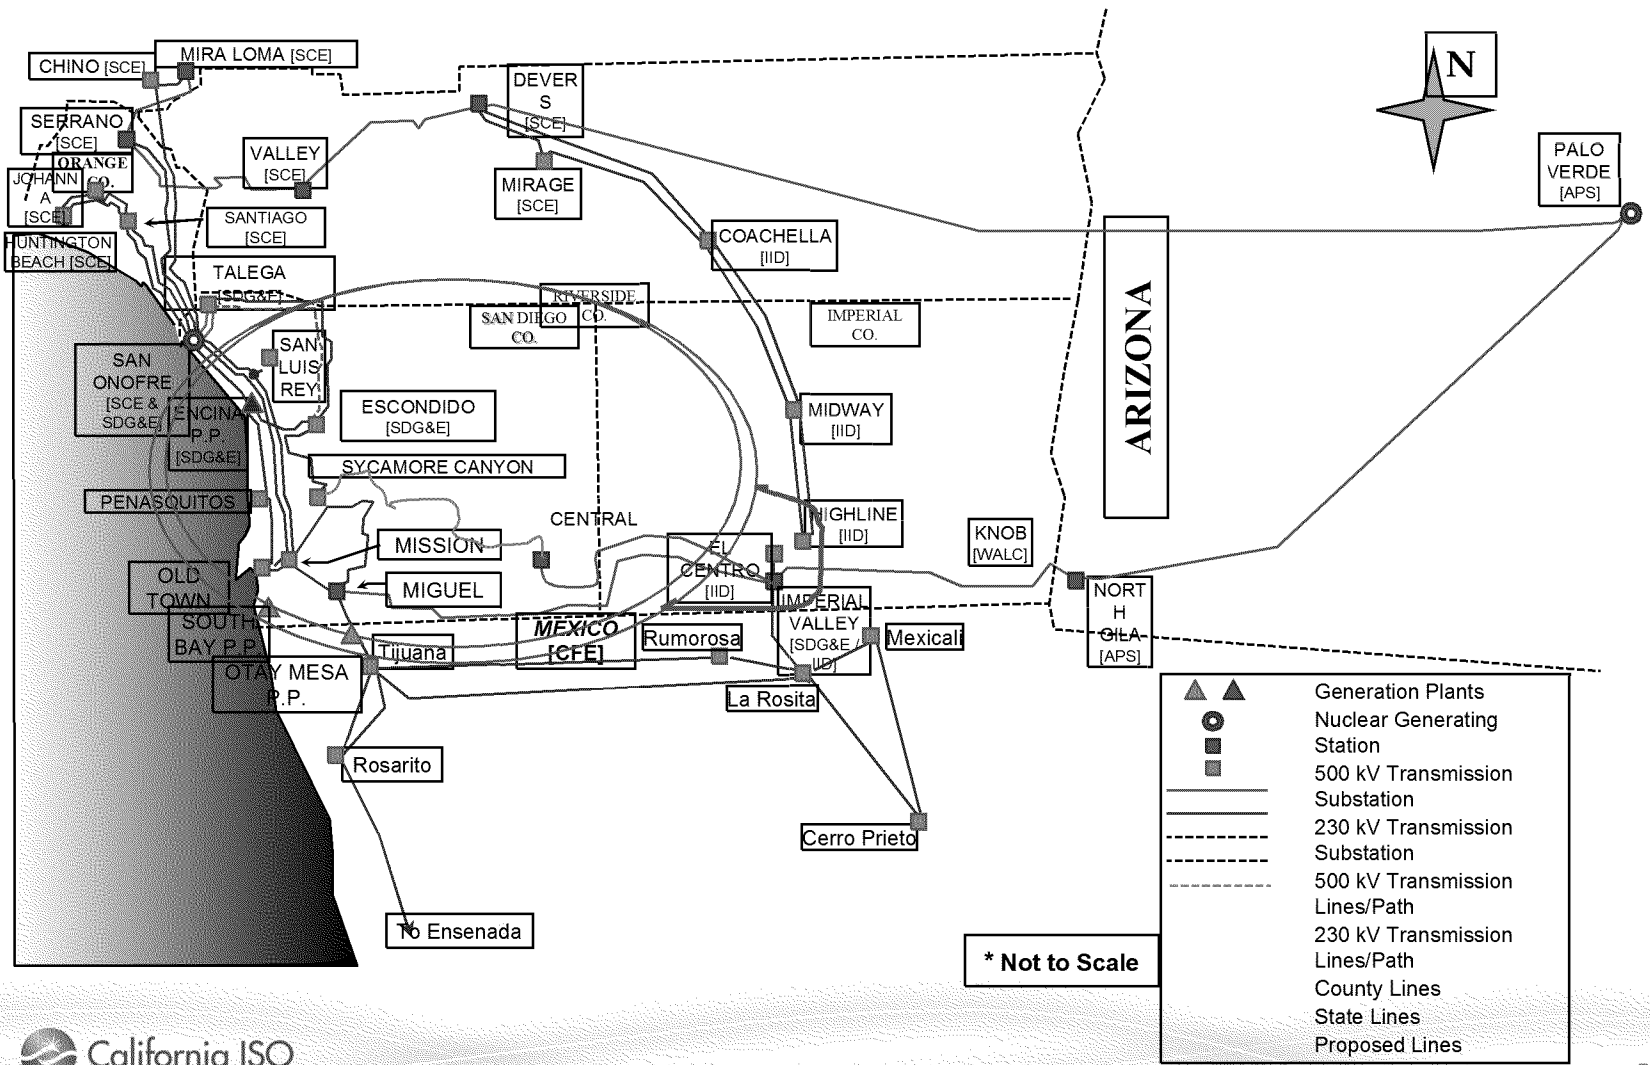 MIRA LOMA [SCE]
CHINO [SCE]
N
DEVER
S
[SCE]
SERRANO
[SCE]
VALLEY
[SCE]
PALO
VERDE
[APS]
ORANGE
CO.
JOHANN
A
[SCE]
MIRAGE
[SCE]
SANTIAGO
[SCE]
HUNTINGTON
BEACH [SCE]
COACHELLA
[IID]
TALEGA
[SDG&E]
RIVERSIDE
CO.
SAN DIEGO
CO.
IMPERIAL
CO.
ARIZONA
SAN
LUIS
REY
SAN
ONOFRE
[SCE &
SDG&E]
ENCINA
P.P.
[SDG&E]
ESCONDIDO
[SDG&E]
MIDWAY
[IID]
SYCAMORE CANYON
PENASQUITOS
CENTRAL
HIGHLINE
[IID]
KNOB
[WALC]
MISSION
EL
CENTRO
[IID]
OLD
TOWN
MIGUEL
NORT
H
GILA
[APS]
SOUTH
BAY P.P.
IMPERIAL
VALLEY
[SDG&E /
IID]
MEXICO
[CFE]
Rumorosa
Mexicali
Tijuana
OTAY MESA
P.P.
La Rosita
Rosarito
Cerro Prieto
To Ensenada
* Not to Scale
Generation Plants
Nuclear Generating
Station
500 kV Transmission
Substation
230 kV Transmission
Substation
500 kV Transmission
Lines/Path
230 kV Transmission
Lines/Path
County Lines
State Lines
Proposed Lines
California ISO